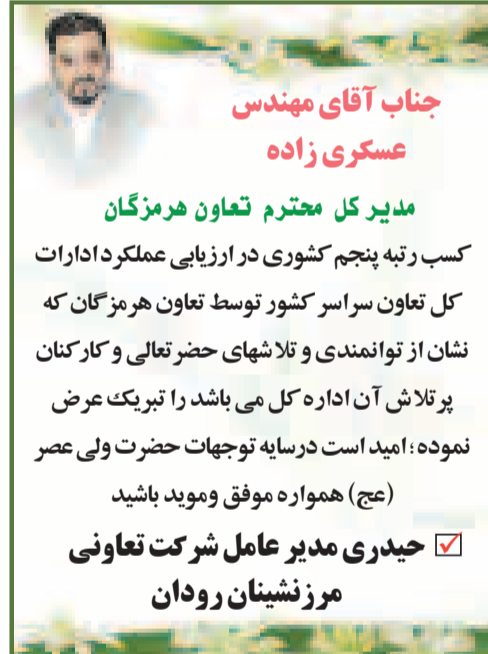 جناب آقای مهندس
عسکری زاده
مدیر کل محترم تعاون هرمزگان
کسب رتبه پنجم کشوری در ارزیابی عملکرد ادارات
کل تعاون سراسر کشور توسط تعاون هرمزگان که
نشان از توانمندی و تلاشهای حضرتعالی و کارکنان
پرتلاش آن اداره کل می باشد را تبریک عرض
نموده؛ امید است درسایه توجهات حضرت ولی عصر
(عج) همواره موفق وموید باشید
حیدری مدیر عامل شرکت تعاونی
مرزنشینان رودان